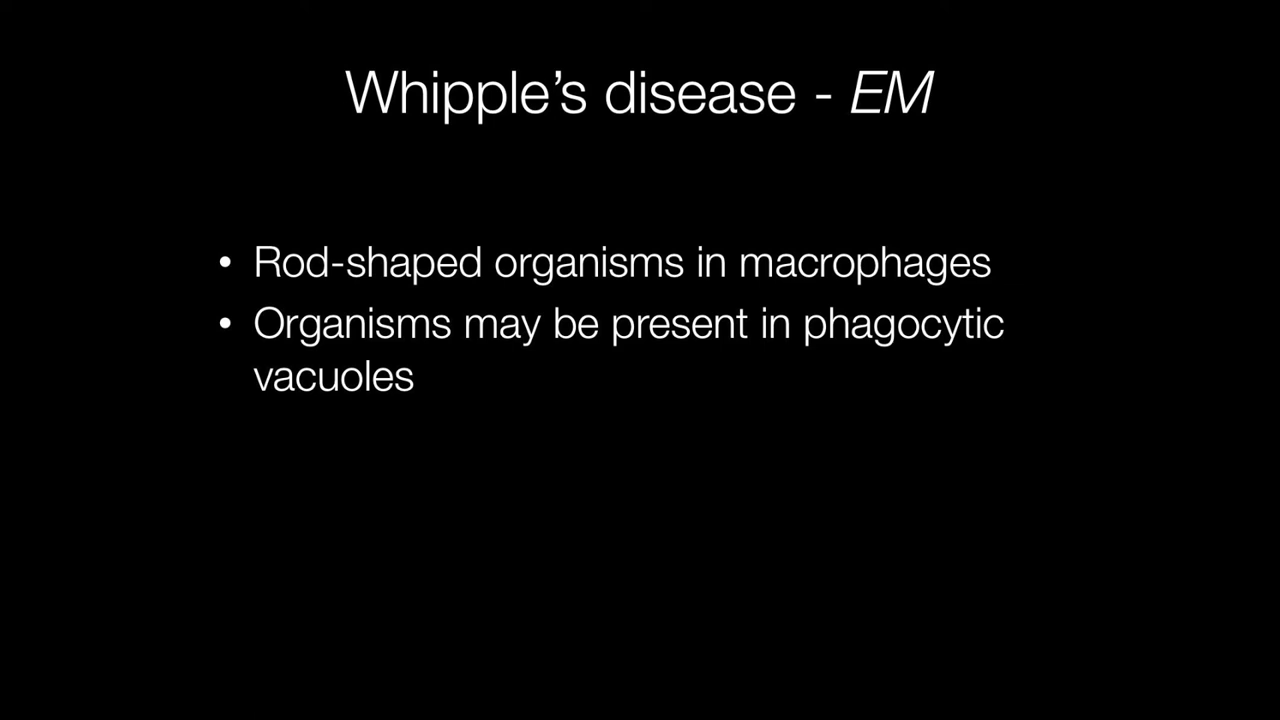 Whipple’s disease - EM
• Rod-shaped organisms in macrophages
• Organisms may be present in phagocytic
vacuoles